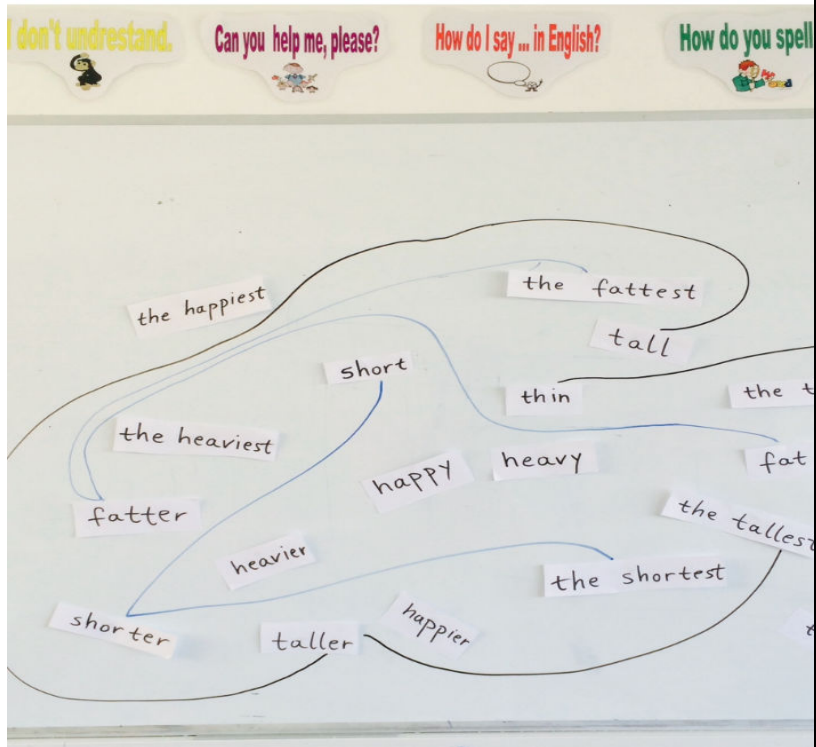 I don't undrestand.
Can you help me, please?
How do I say ... in English?
How do you spell
the happiest
the fattest
tall
short
thin
the t
the heaviest
happy
heavy
fat
fatter
the tallest
heavier
the shortest
shorter
taller
happier
t